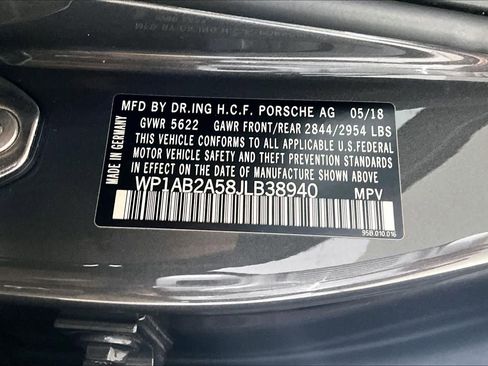 MFD BY DR.ING H.C.F. PORSCHE AG 05/18
GVWR 5622 GAWR FRONT/REAR 2844/2954 LBS
THIS VEHICLE CONFORMS TO ALL APPLICABLE U.S.FEDERAL
MOTOR VEHICLE SAFETY AND THEFT PREVENTION STANDARDS
IN EFFECT ON THE DATE OF MANUFACTURE SHOWN ABOVE.
WP1AB2A58JLB38940 MPV
MADE IN GERMANY
95B.010.016